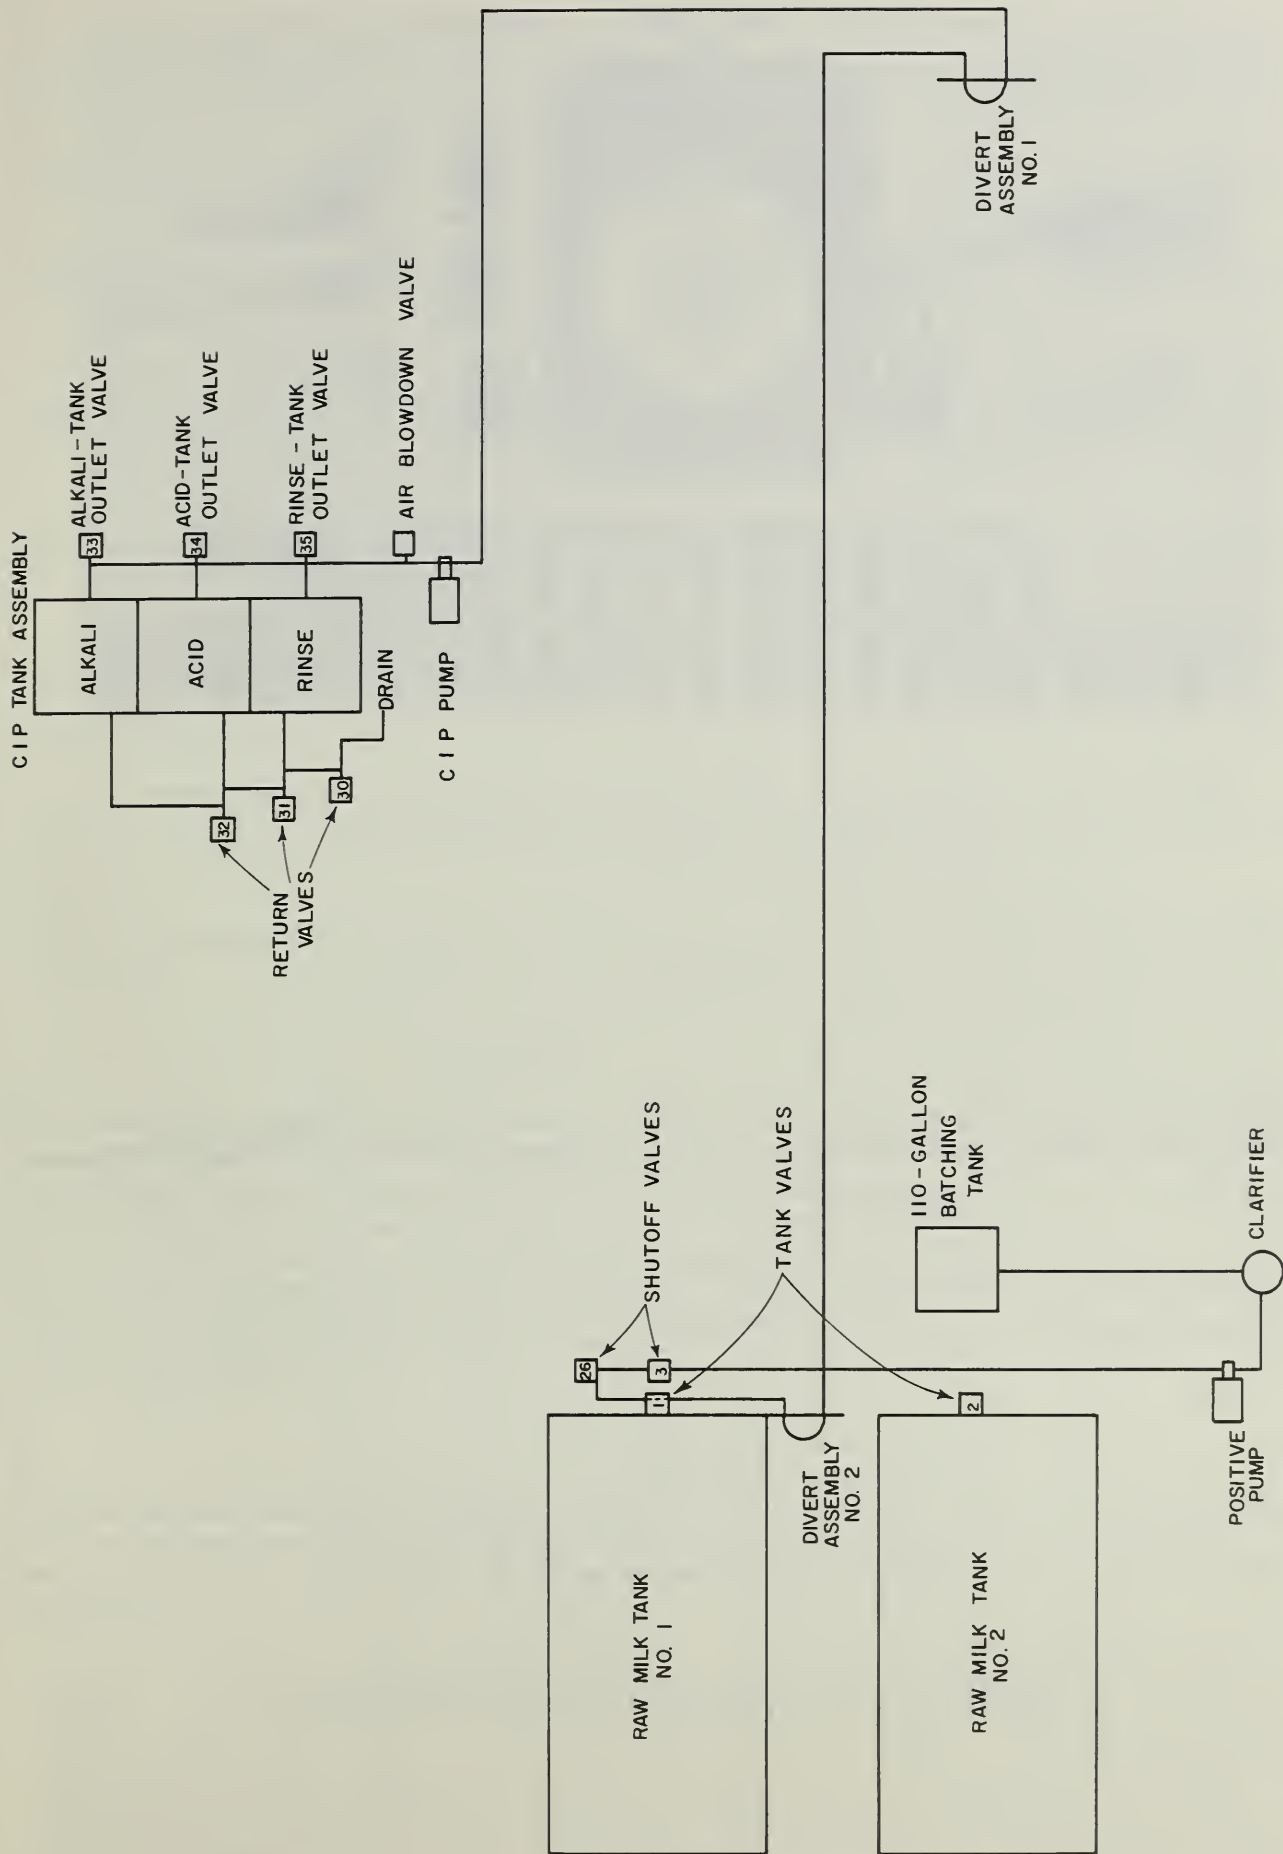 CIP TANK ASSEMBLY
ALKALI
ACID
RINSE
33
ALKALI-TANK
OUTLET VALVE
34
ACID-TANK
OUTLET VALVE
35
RINSE-TANK
OUTLET VALVE
AIR BLOWDOWN VALVE
32
31
30
RETURN
VALVES
DRAIN
CIP PUMP
DIVERT
ASSEMBLY
NO. 1
26
3
SHUTOFF VALVES
1
2
TANK VALVES
RAW MILK TANK
NO. 1
DIVERT
ASSEMBLY
NO. 2
RAW MILK TANK
NO. 2
110-GALLON
BATCHING
TANK
CLARIFIER
POSITIVE
PUMP